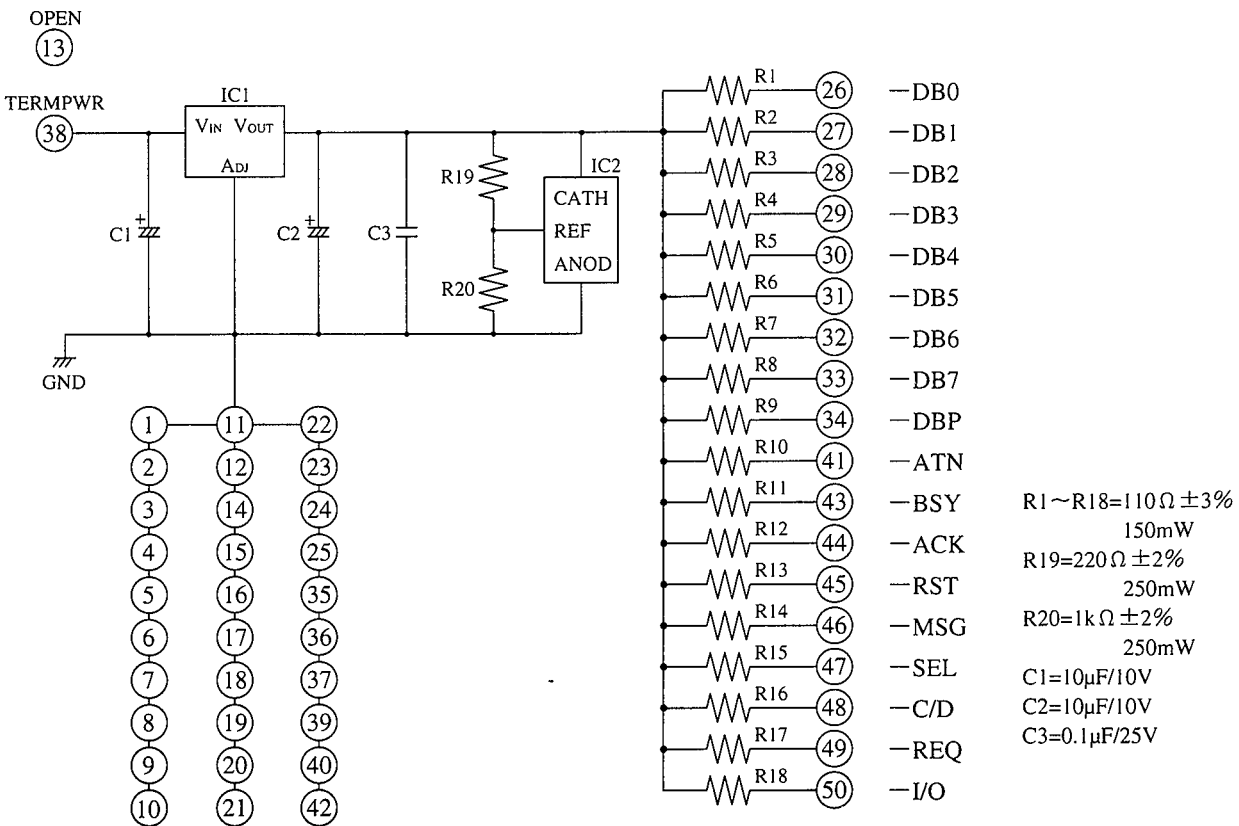 OPEN
13
TERMPWR
38
IC1
VIN VOUT
ADJ
C1 +
C2 +
C3
R19
R20
IC2
CATH
REF
ANOD
GND
1 11 22
2 12 23
3 14 24
4 15 25
5 16 35
6 17 36
7 18 37
8 19 39
9 20 40
10 21 42
R1 26 —DB0
R2 27 —DB1
R3 28 —DB2
R4 29 —DB3
R5 30 —DB4
R6 31 —DB5
R7 32 —DB6
R8 33 —DB7
R9 34 —DBP
R10 41 —ATN
R11 43 —BSY
R12 44 —ACK
R13 45 —RST
R14 46 —MSG
R15 47 —SEL
R16 48 —C/D
R17 49 —REQ
R18 50 —I/O
R1~R18=110Ω±3%
150mW
R19=220Ω±2%
250mW
R20=1kΩ±2%
250mW
C1=10µF/10V
C2=10µF/10V
C3=0.1µF/25V